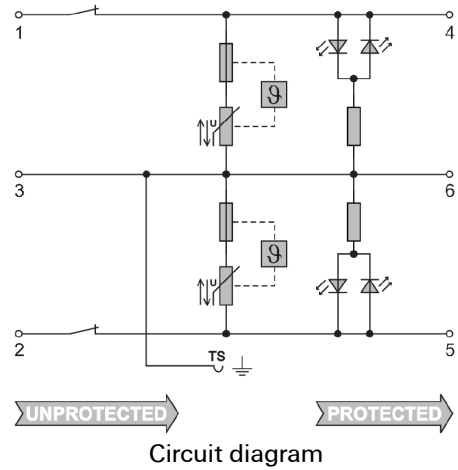 1 4
U
ϑ
3 6
ϑ
U
2 5
TS
UNPROTECTED PROTECTED
Circuit diagram